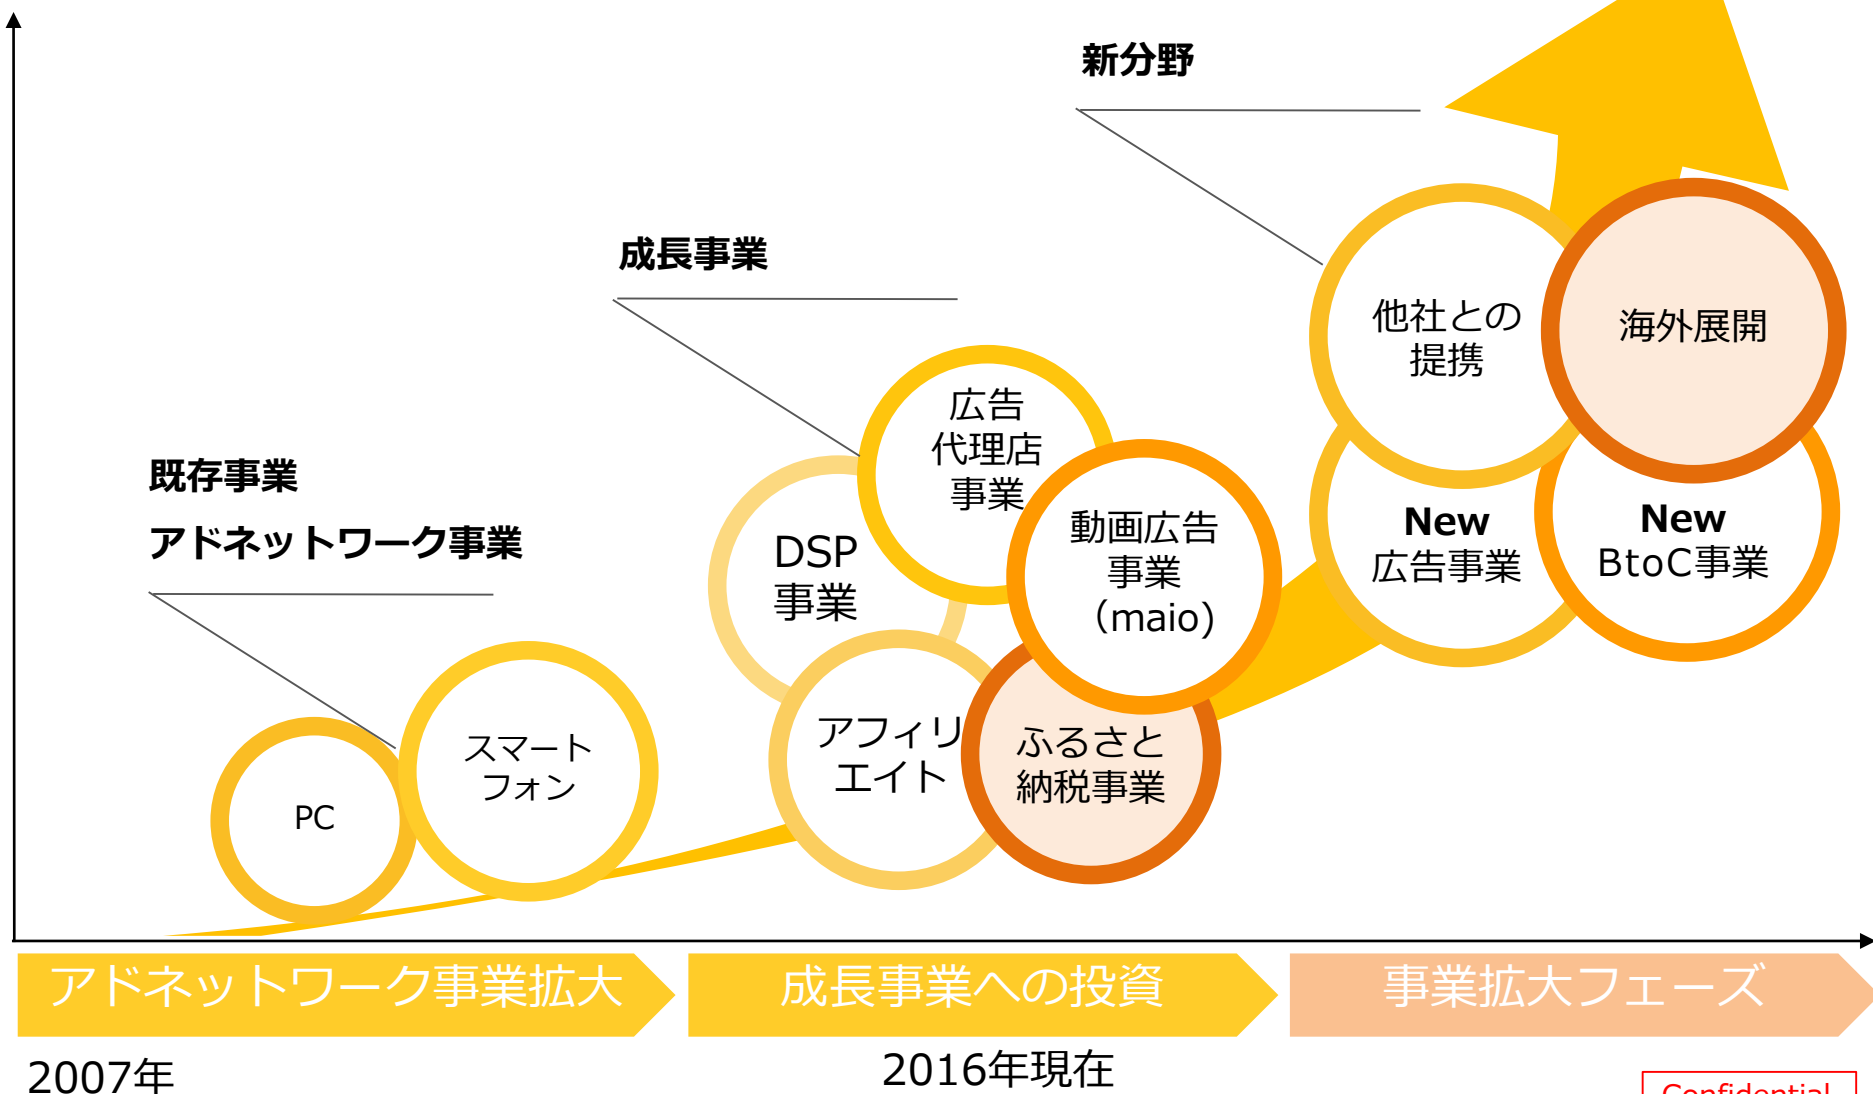 新分野
成長事業
既存事業
アドネットワーク事業
他社との
提携
海外展開
広告
代理店
事業
DSP
事業
動画広告
事業
（maio)
New
広告事業
New
BtoC事業
PC
スマート
フォン
アフィリ
エイト
ふるさと
納税事業
アドネットワーク事業拡大
成長事業への投資
事業拡大フェーズ
2007年
2016年現在
Confidential